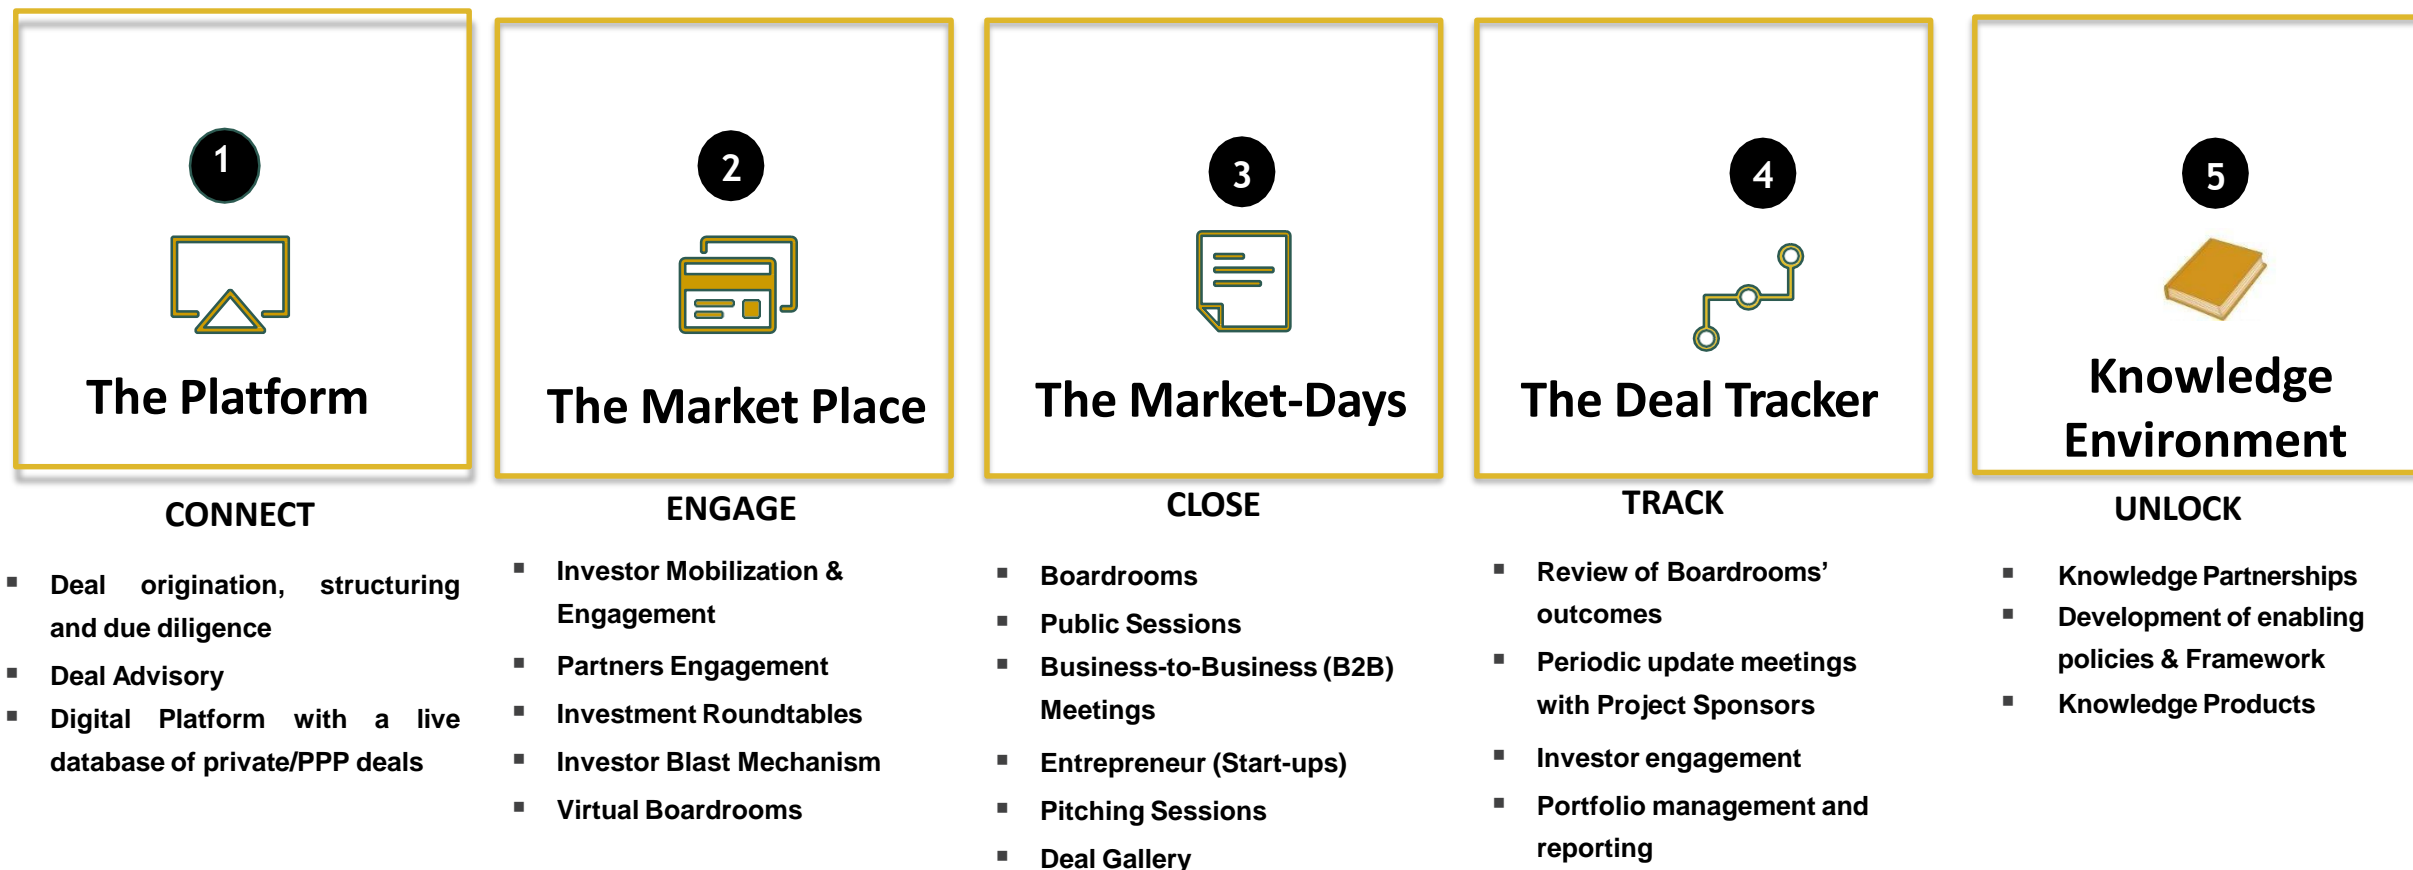 1
The Platform
CONNECT
Deal origination, structuring
and due diligence
Deal Advisory
Digital Platform with a live
database of private/PPP deals
2
The Market Place
ENGAGE
Investor Mobilization &
Engagement
Partners Engagement
Investment Roundtables
Investor Blast Mechanism
Virtual Boardrooms
3
The Market-Days
CLOSE
Boardrooms
Public Sessions
Business-to-Business (B2B)
Meetings
Entrepreneur (Start-ups)
Pitching Sessions
Deal Gallery
4
The Deal Tracker
TRACK
Review of Boardrooms’
outcomes
Periodic update meetings
with Project Sponsors
Investor engagement
Portfolio management and
reporting
5
Knowledge
Environment
UNLOCK
Knowledge Partnerships
Development of enabling
policies & Framework
Knowledge Products